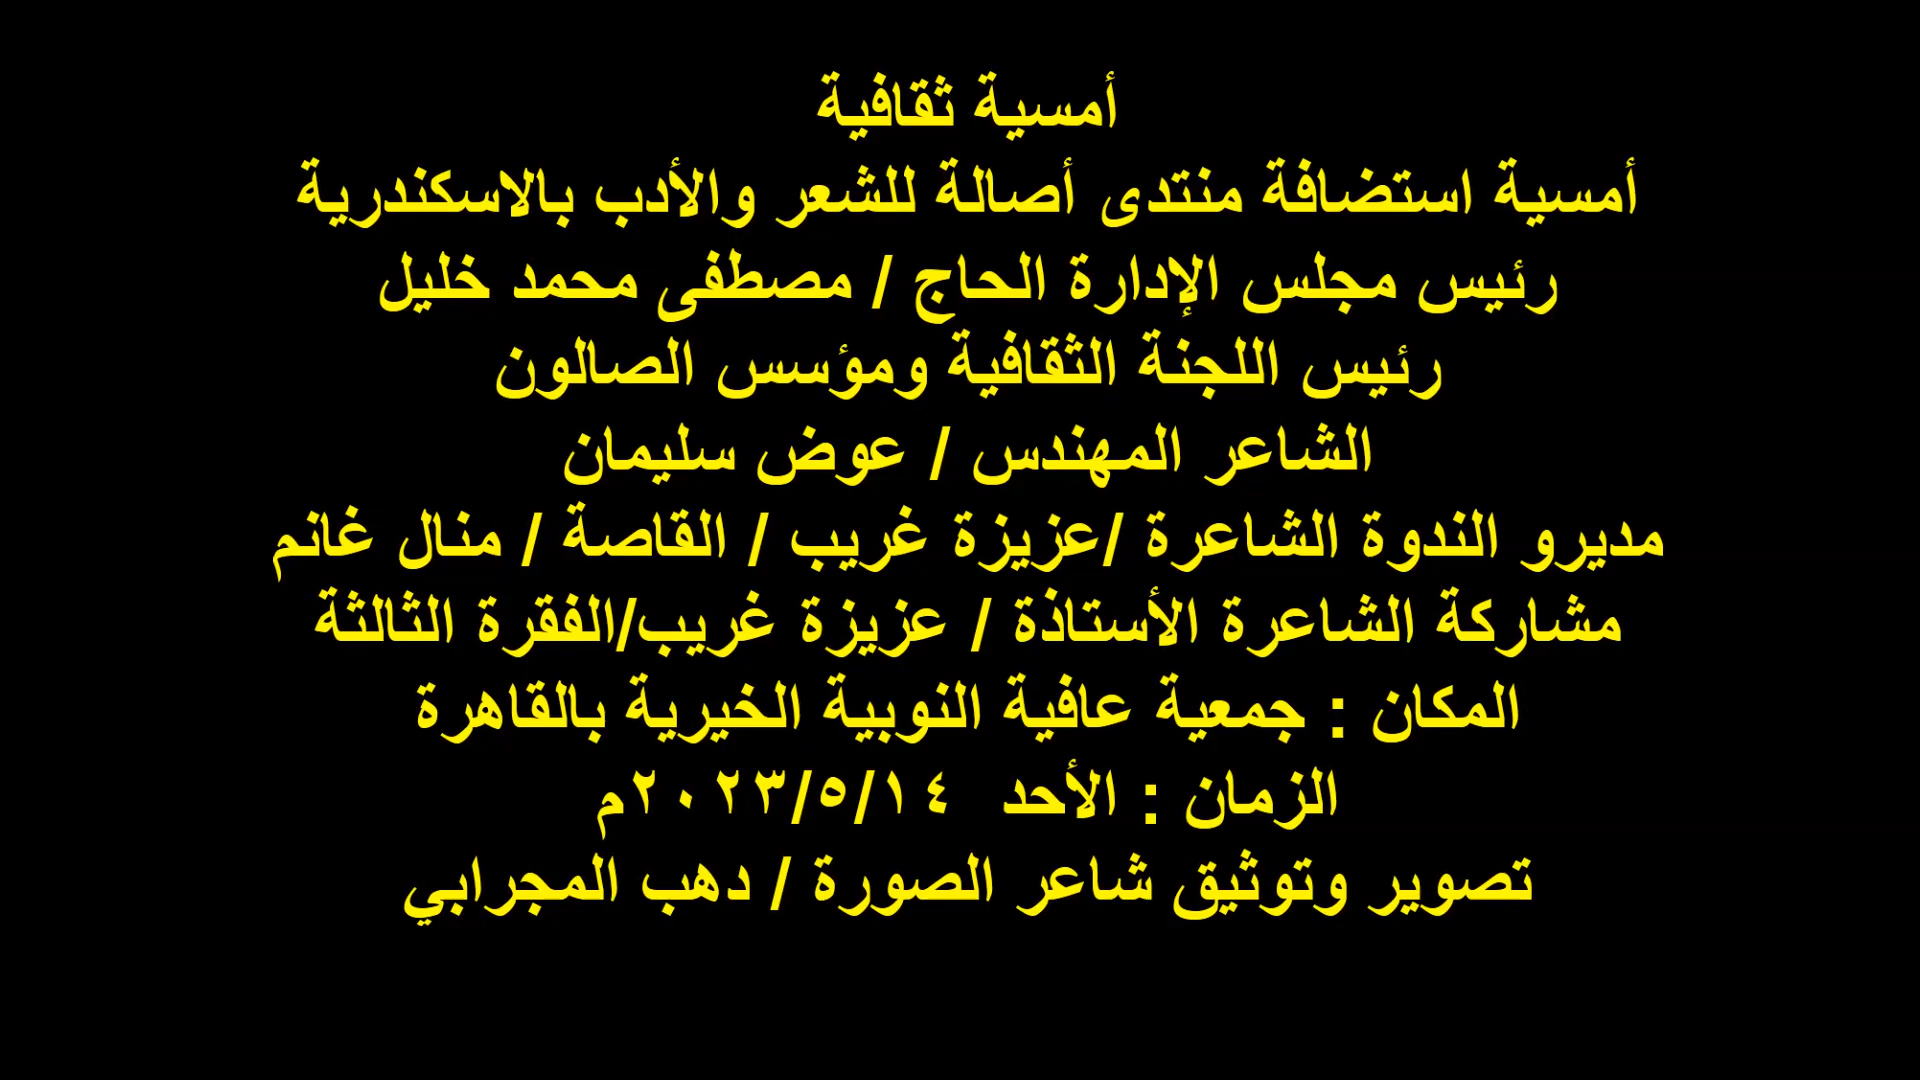 أمسية ثقافية
أمسية استضافة منتدى أصالة للشعر والأدب بالاسكندرية
رئيس مجلس الإدارة الحاج / مصطفى محمد خليل
رئيس اللجنة الثقافية ومؤسس الصالون
الشاعر المهندس / عوض سليمان
مديرو الندوة الشاعرة /عزيزة غريب / القاصة / منال غانم
مشاركة الشاعرة الأستاذة / عزيزة غريب/الفقرة الثالثة
المكان : جمعية عافية النوبية الخيرية بالقاهرة
الزمان : الأحد ٢٠٢٣/٥/١٤م
تصوير وتوثيق شاعر الصورة / دهب المجرابي